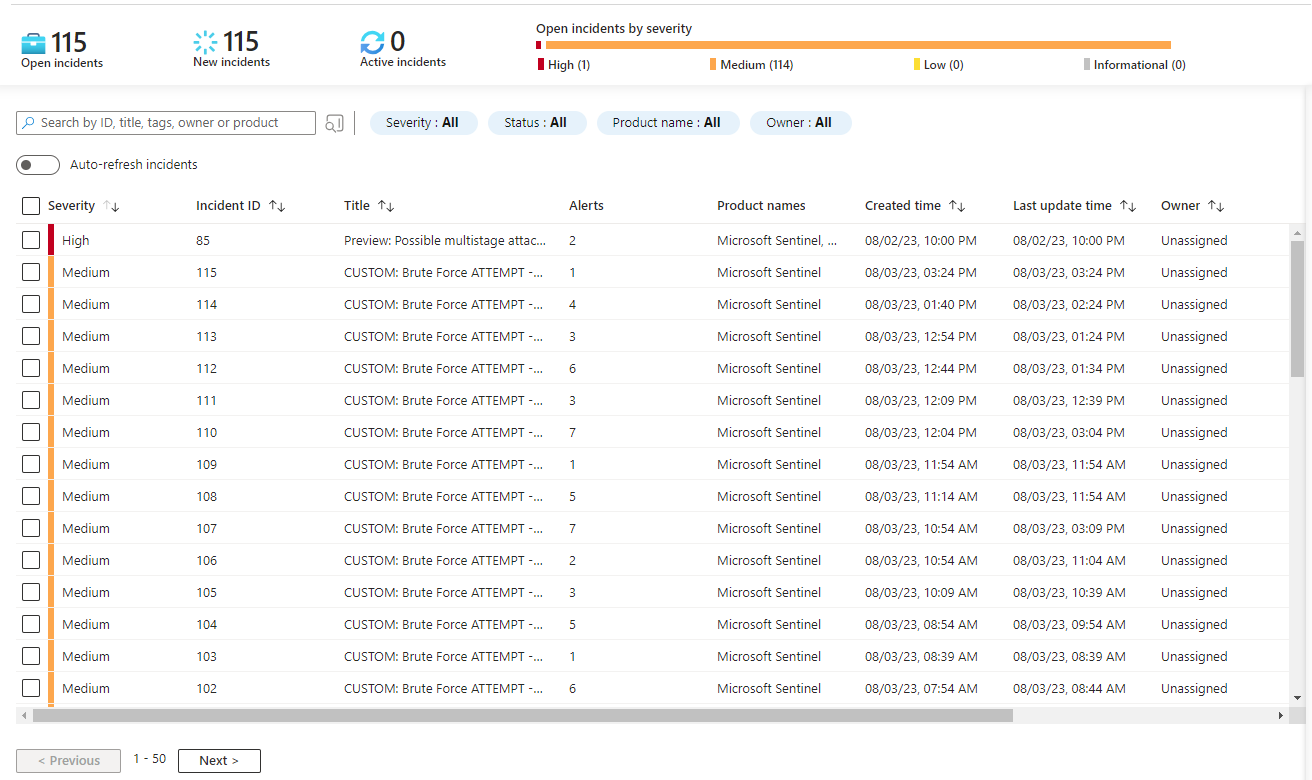 115 115 0 Open incidents by severity
Open incidents New incidents Active incidents
High (1) Medium (114) Low (0) Informational (0)
Search by ID, title, tags, owner or product Severity : All Status : All Product name : All Owner : All
Auto-refresh incidents
Severity ↑↓ Incident ID ↑↓ Title ↑↓ Alerts Product names Created time ↑↓ Last update time ↑↓ Owner ↑↓
High 85 Preview: Possible multistage attac... 2 Microsoft Sentinel, ... 08/02/23, 10:00 PM 08/02/23, 10:00 PM Unassigned
Medium 115 CUSTOM: Brute Force ATTEMPT -... 1 Microsoft Sentinel 08/03/23, 03:24 PM 08/03/23, 03:24 PM Unassigned
Medium 114 CUSTOM: Brute Force ATTEMPT -... 4 Microsoft Sentinel 08/03/23, 01:40 PM 08/03/23, 02:24 PM Unassigned
Medium 113 CUSTOM: Brute Force ATTEMPT -... 3 Microsoft Sentinel 08/03/23, 12:54 PM 08/03/23, 01:24 PM Unassigned
Medium 112 CUSTOM: Brute Force ATTEMPT -... 6 Microsoft Sentinel 08/03/23, 12:44 PM 08/03/23, 01:34 PM Unassigned
Medium 111 CUSTOM: Brute Force ATTEMPT -... 3 Microsoft Sentinel 08/03/23, 12:09 PM 08/03/23, 12:39 PM Unassigned
Medium 110 CUSTOM: Brute Force ATTEMPT -... 7 Microsoft Sentinel 08/03/23, 12:04 PM 08/03/23, 03:04 PM Unassigned
Medium 109 CUSTOM: Brute Force ATTEMPT -... 1 Microsoft Sentinel 08/03/23, 11:54 AM 08/03/23, 11:54 AM Unassigned
Medium 108 CUSTOM: Brute Force ATTEMPT -... 5 Microsoft Sentinel 08/03/23, 11:14 AM 08/03/23, 11:54 AM Unassigned
Medium 107 CUSTOM: Brute Force ATTEMPT -... 7 Microsoft Sentinel 08/03/23, 10:54 AM 08/03/23, 03:09 PM Unassigned
Medium 106 CUSTOM: Brute Force ATTEMPT -... 2 Microsoft Sentinel 08/03/23, 10:54 AM 08/03/23, 11:04 AM Unassigned
Medium 105 CUSTOM: Brute Force ATTEMPT -... 3 Microsoft Sentinel 08/03/23, 10:09 AM 08/03/23, 10:39 AM Unassigned
Medium 104 CUSTOM: Brute Force ATTEMPT -... 5 Microsoft Sentinel 08/03/23, 08:54 AM 08/03/23, 09:54 AM Unassigned
Medium 103 CUSTOM: Brute Force ATTEMPT -... 1 Microsoft Sentinel 08/03/23, 08:39 AM 08/03/23, 08:39 AM Unassigned
Medium 102 CUSTOM: Brute Force ATTEMPT -... 6 Microsoft Sentinel 08/03/23, 07:54 AM 08/03/23, 08:44 AM Unassigned
< Previous 1 - 50 Next >